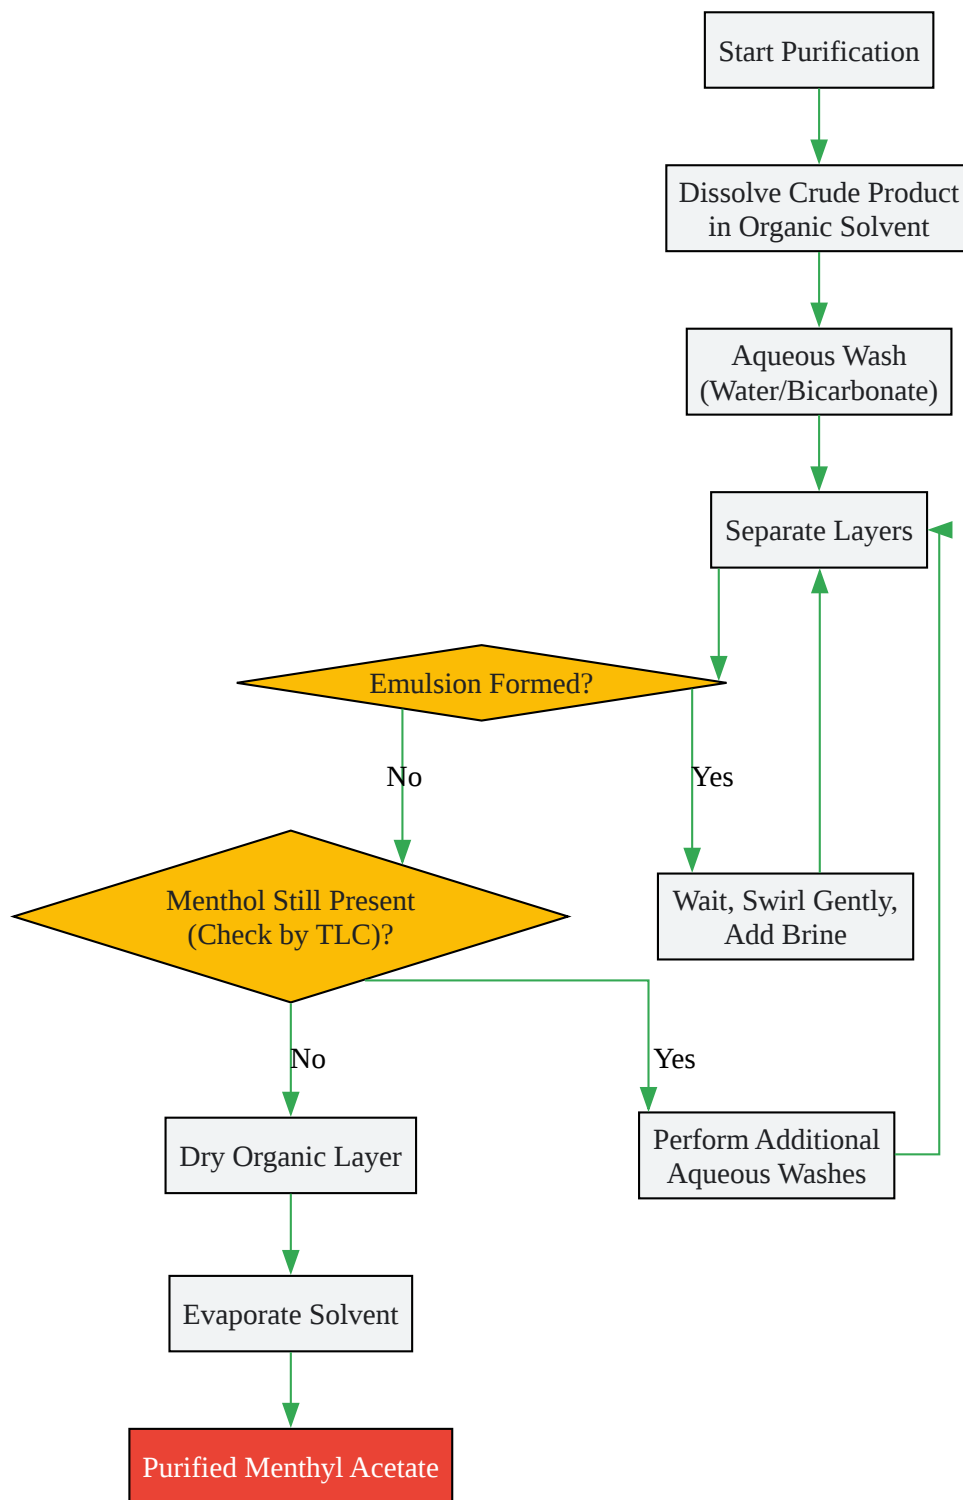 Start Purification
Dissolve Crude Product
in Organic Solvent
Aqueous Wash
(Water/Bicarbonate)
Separate Layers
Emulsion Formed?
No
Yes
Menthol Still Present
(Check by TLC)?
Wait, Swirl Gently,
Add Brine
No
Yes
Dry Organic Layer
Perform Additional
Aqueous Washes
Evaporate Solvent
Purified Menthyl Acetate